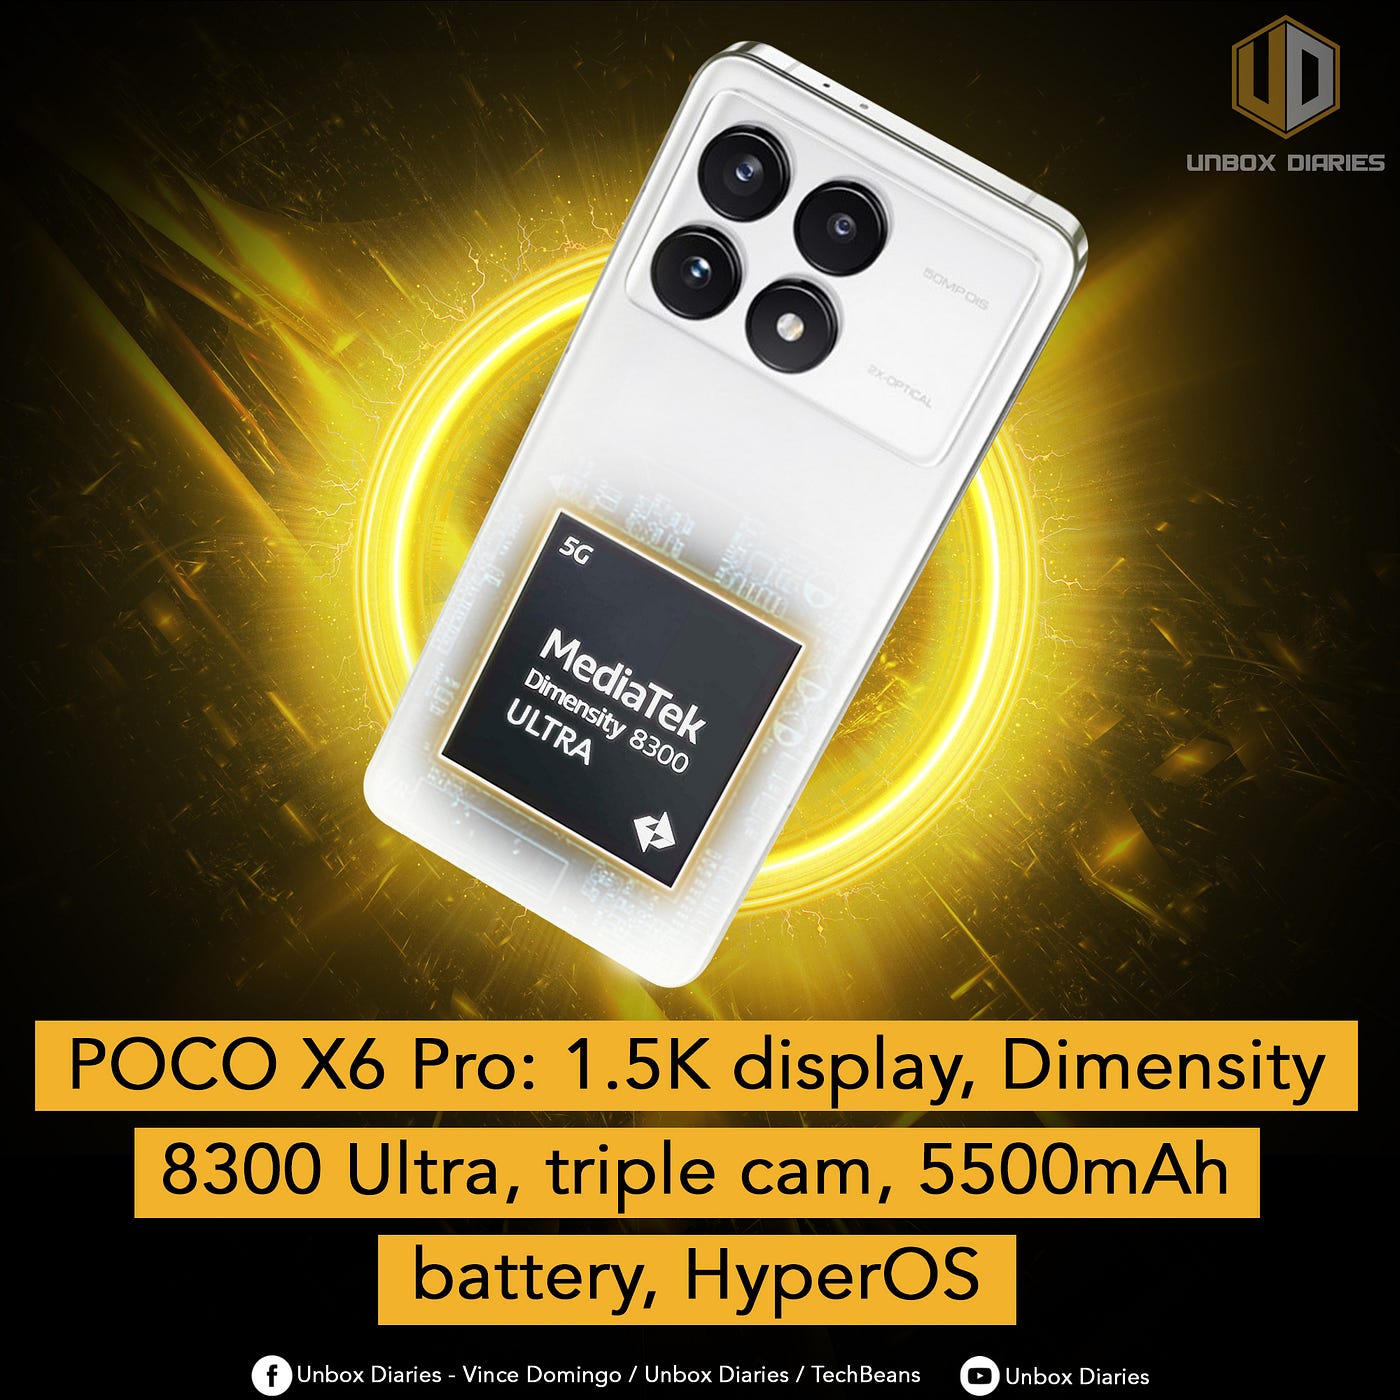 UD
UNBOX DIARIES
50MP OIS
2X-OPTICAL
5G
MediaTek
Dimensity 8300
ULTRA
POCO X6 Pro: 1.5K display, Dimensity
8300 Ultra, triple cam, 5500mAh
battery, HyperOS
Unbox Diaries - Vince Domingo / Unbox Diaries / TechBeans
Unbox Diaries